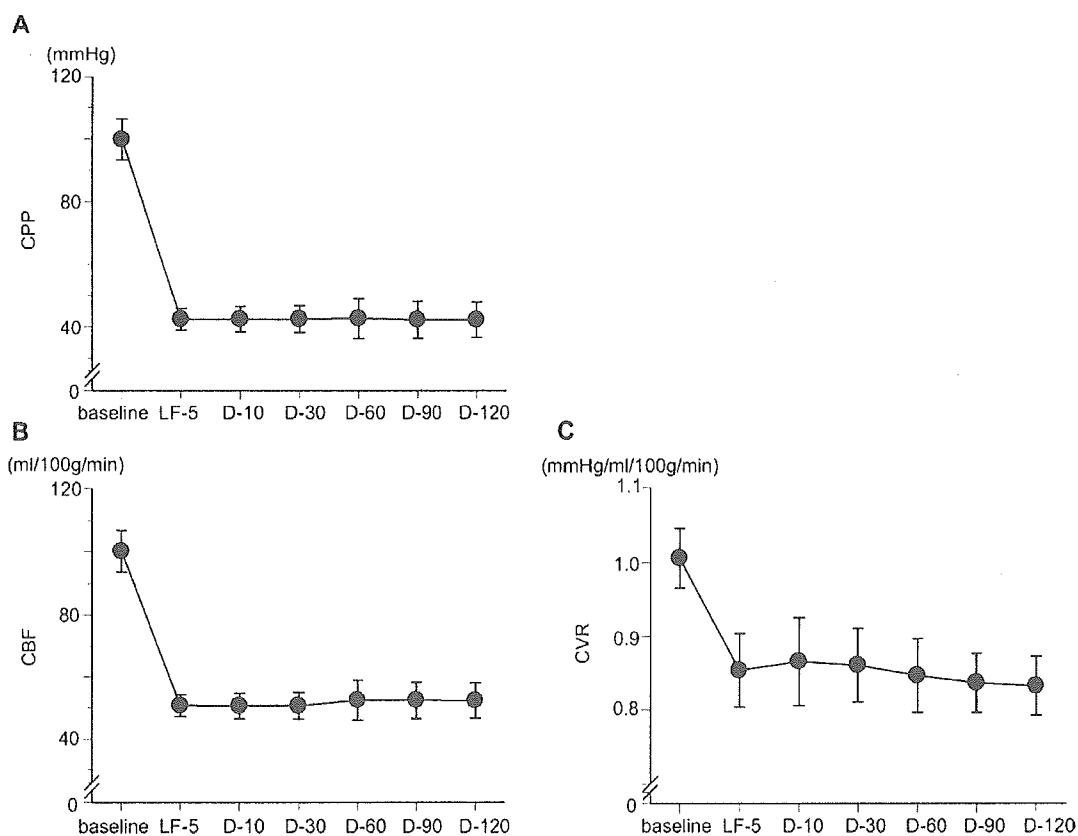 A
(mmHg)
120
80
40
0
CPP
baseline LF-5 D-10 D-30 D-60 D-90 D-120
B
(ml/100g/min)
120
80
40
0
CBF
baseline LF-5 D-10 D-30 D-60 D-90 D-120
C
(mmHg/ml/100g/min)
1.1
1.0
0.9
0.8
0
CVR
baseline LF-5 D-10 D-30 D-60 D-90 D-120